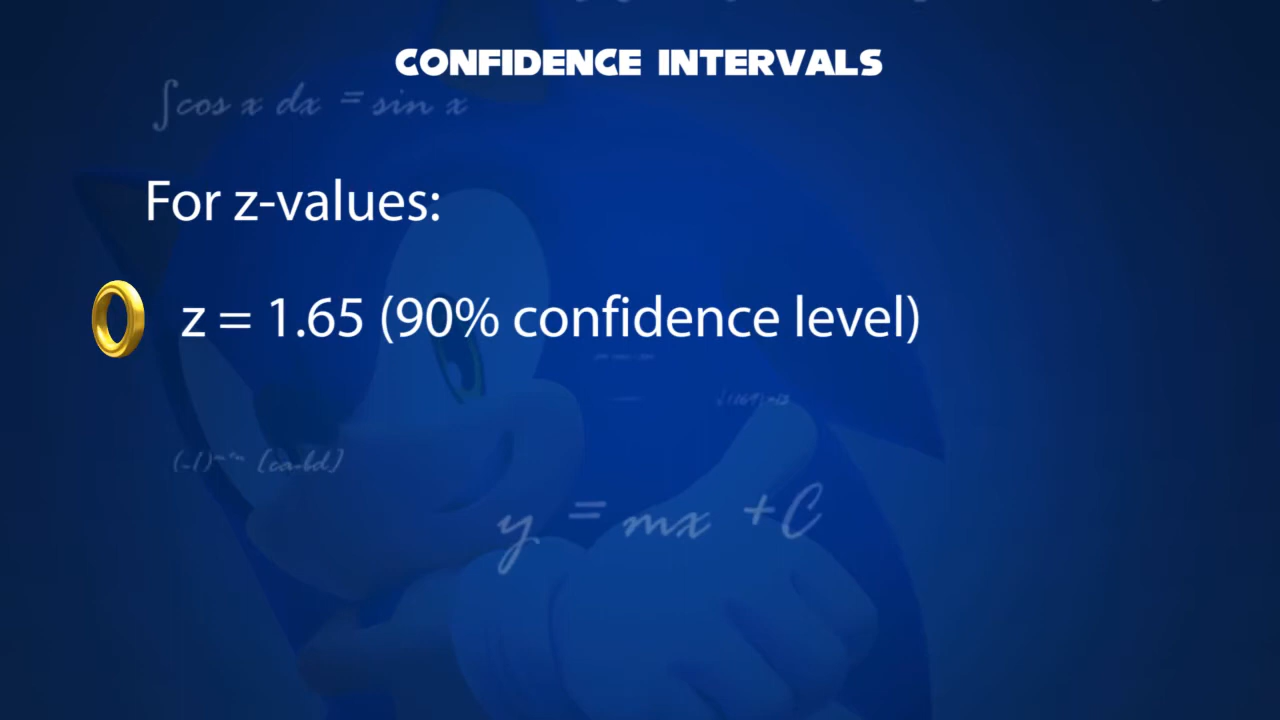 CONFIDENCE INTERVALS
∫cos x dx = sin x
For z-values:
z = 1.65 (90% confidence level)
y = mx +C